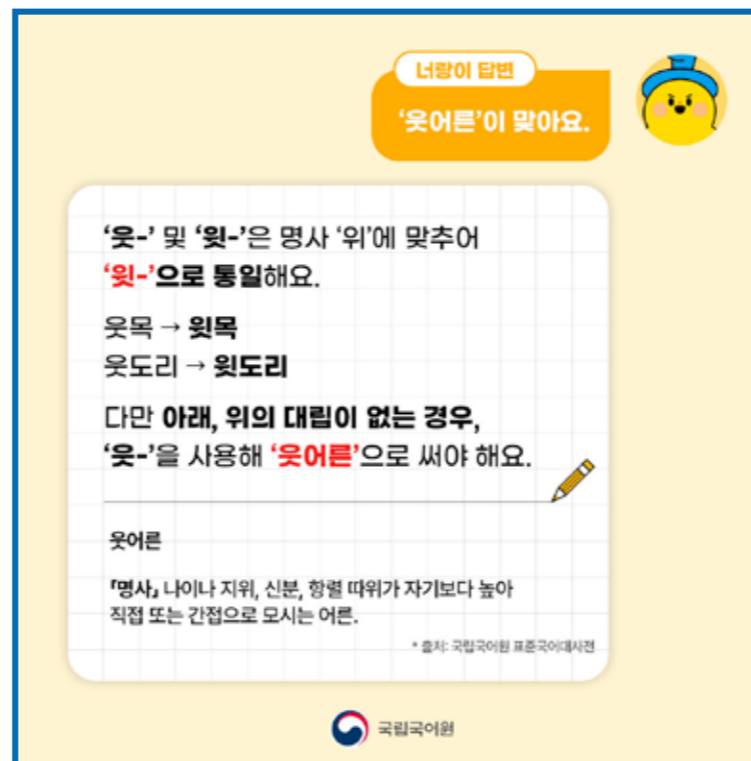 너랑이 답변
‘웃어른’이 맞아요.
‘웃-’ 및 ‘윗-’은 명사 ‘위’에 맞추어
‘윗-’으로 통일해요.
웃목 → 윗목
웃도리 → 윗도리
다만 아래, 위의 대립이 없는 경우,
‘웃-’을 사용해 ‘웃어른’으로 써야 해요.
웃어른
「명사」 나이나 지위, 신분, 항렬 따위가 자기보다 높아
직접 또는 간접으로 모시는 어른.
* 출처: 국립국어원 표준국어대사전
국립국어원